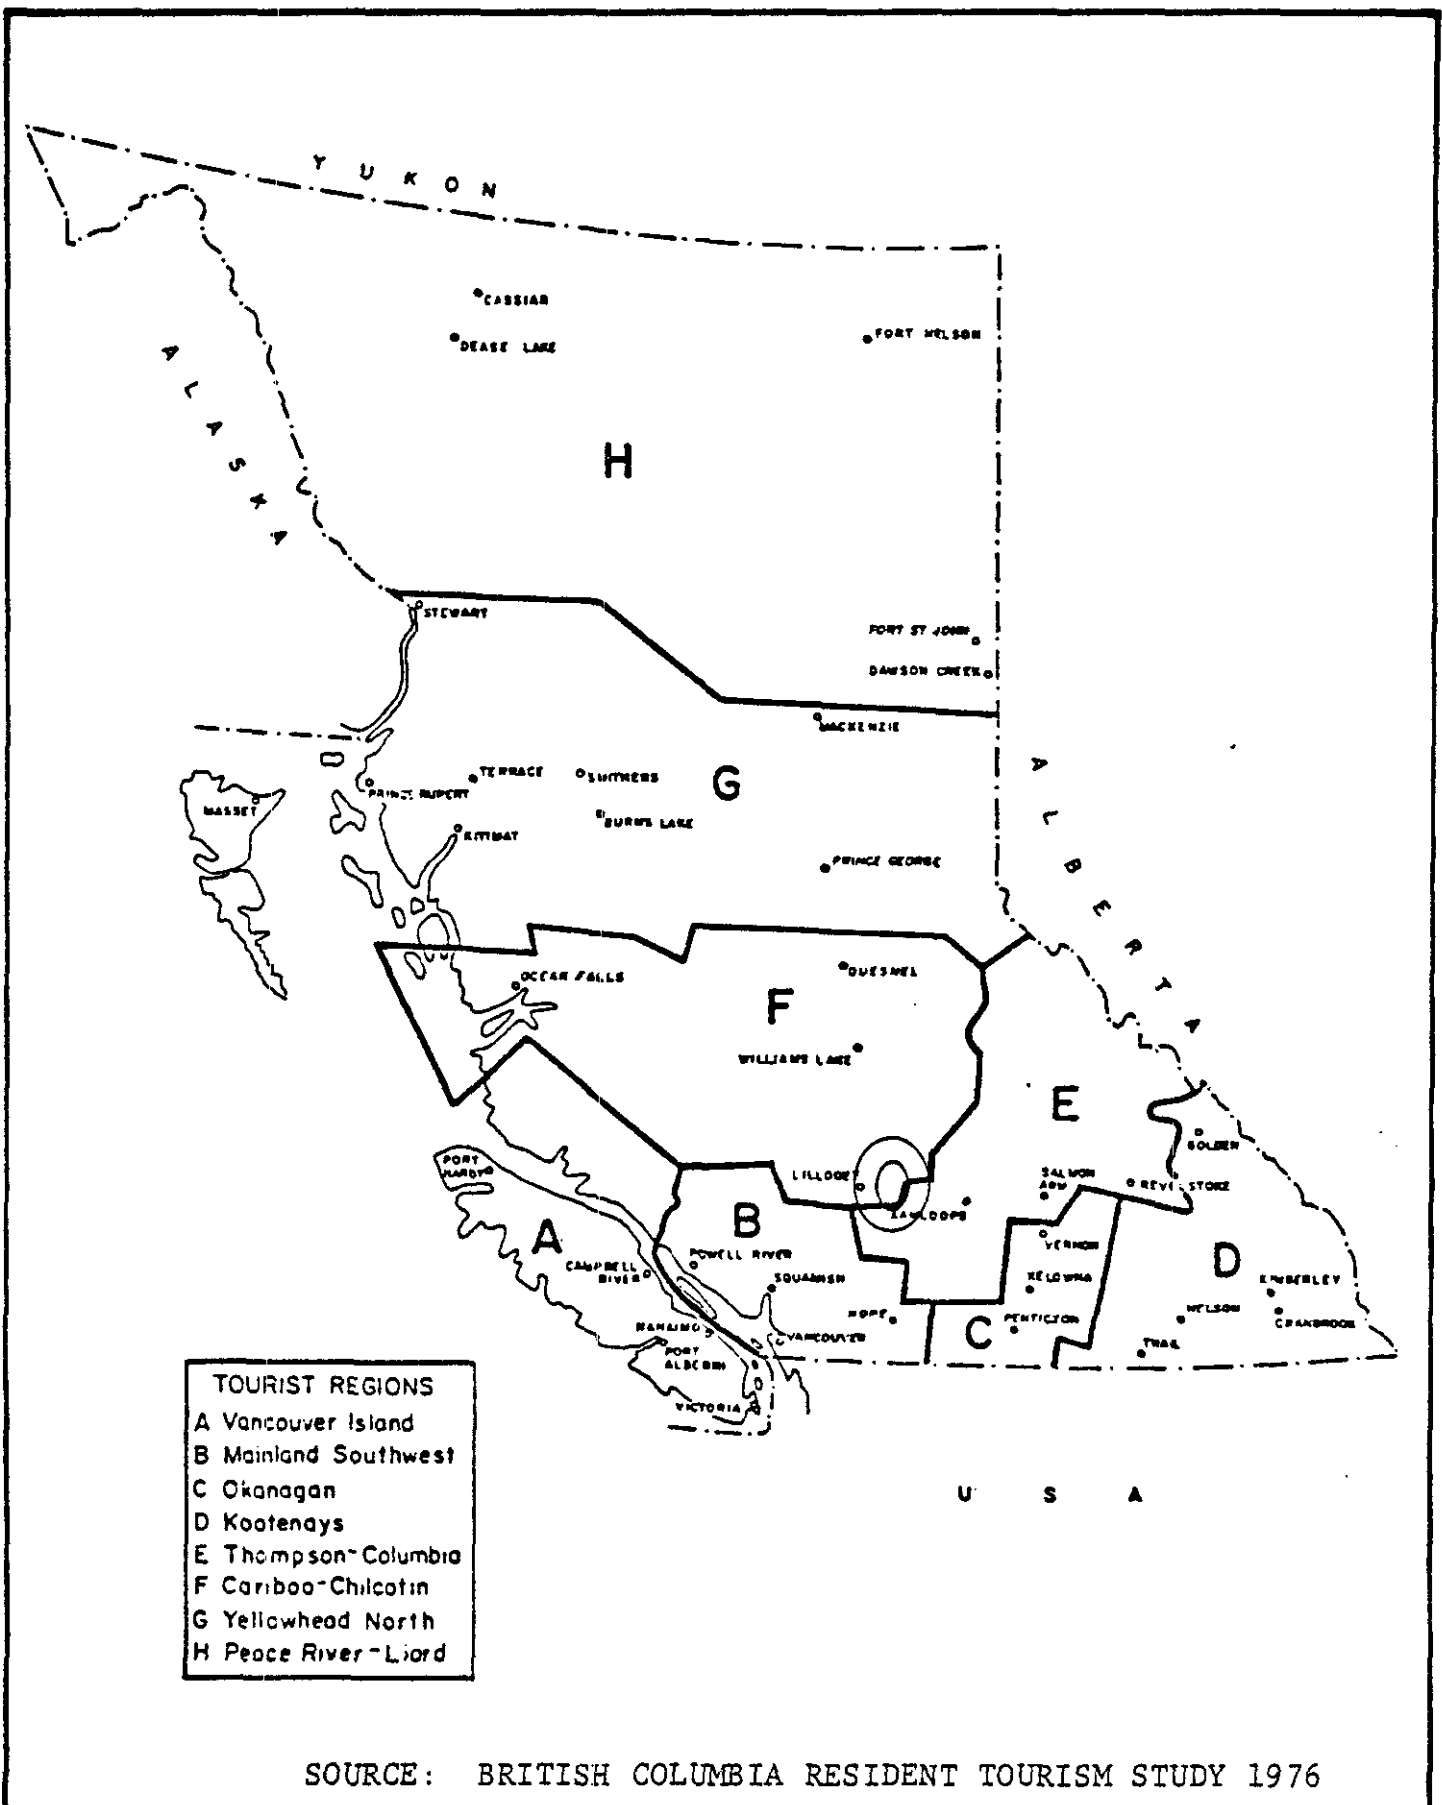 YUKON
CASSIAR
DEASE LAKE
FORT NELSON
ALASKA
H
STEWART
FORT ST JOHN
DAWSON CREEK
MACKENZIE
ALBERTA
TERRACE
SMITHERS
G
PRINCE RUPERT
MASSET
BURNS LAKE
KITIMAT
PRINCE GEORGE
OCEAN FALLS
QUESNEL
F
WILLIAMS LAKE
E
GOLDEN
PORT
HARDY
LILLOOET
SALMON
ARM
REVELSTOKE
KAMLOOPS
B
A
VERNON
POWELL RIVER
CAMPBELL
RIVER
SQUAMISH
KELOWNA
D
KIMBERLEY
HOPE
NELSON
CRANBROOK
NANAIMO
VANCOUVER
C
PENTICTON
PORT
ALBERNI
TRAIL
VICTORIA
TOURIST REGIONS
A Vancouver Island
B Mainland Southwest
C Okanagan
D Kootenays
E Thompson-Columbia
F Cariboo-Chilcotin
G Yellowhead North
H Peace River-Liard
U S A
SOURCE: BRITISH COLUMBIA RESIDENT TOURISM STUDY 1976